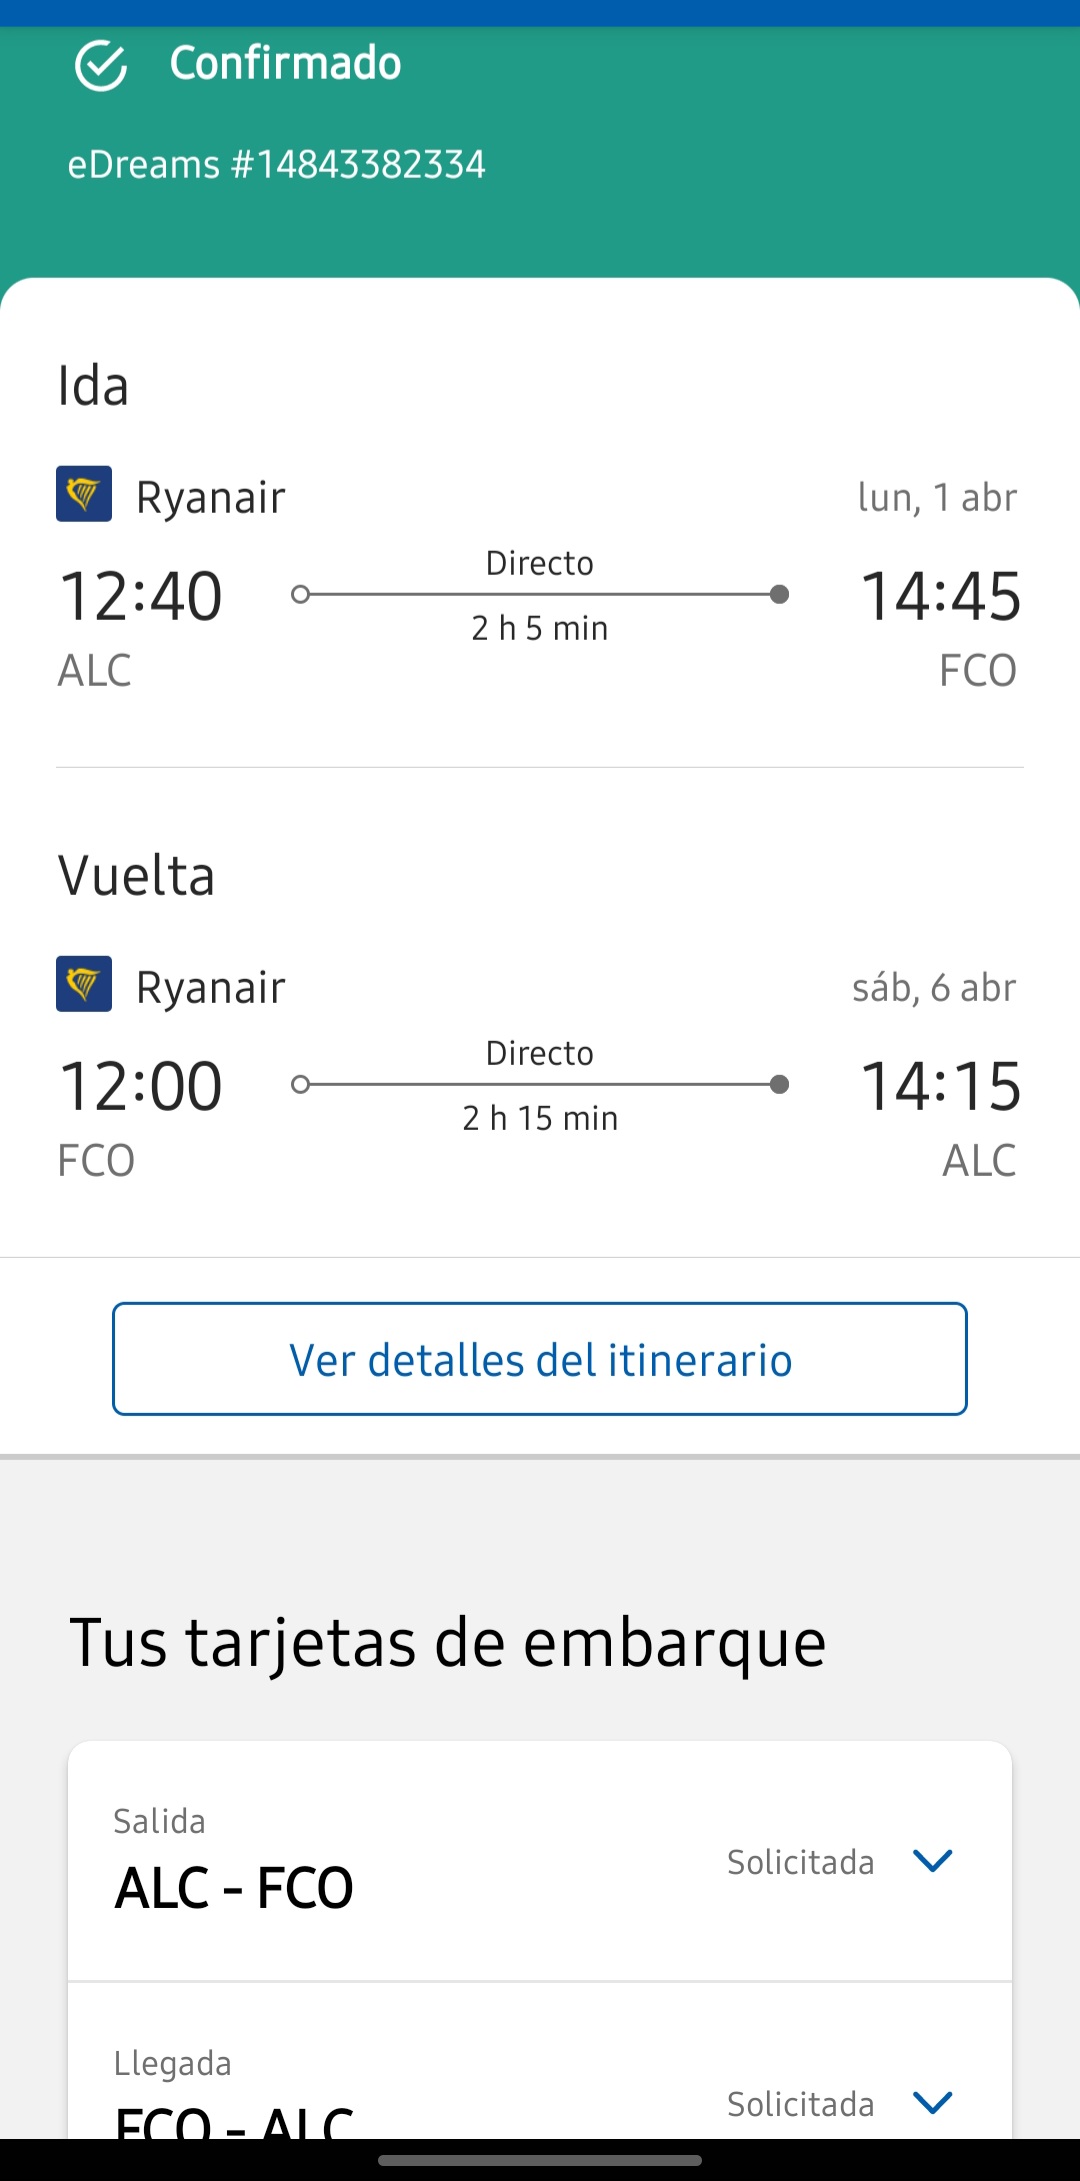 Confirmado
eDreams #14843382334
Ida
Ryanair
lun, 1 abr
12:40
Directo
2 h 5 min
14:45
ALC
FCO
Vuelta
Ryanair
sáb, 6 abr
12:00
Directo
2 h 15 min
14:15
FCO
ALC
Ver detalles del itinerario
Tus tarjetas de embarque
Salida
ALC - FCO
Solicitada
Llegada
FCO - ALC
Solicitada